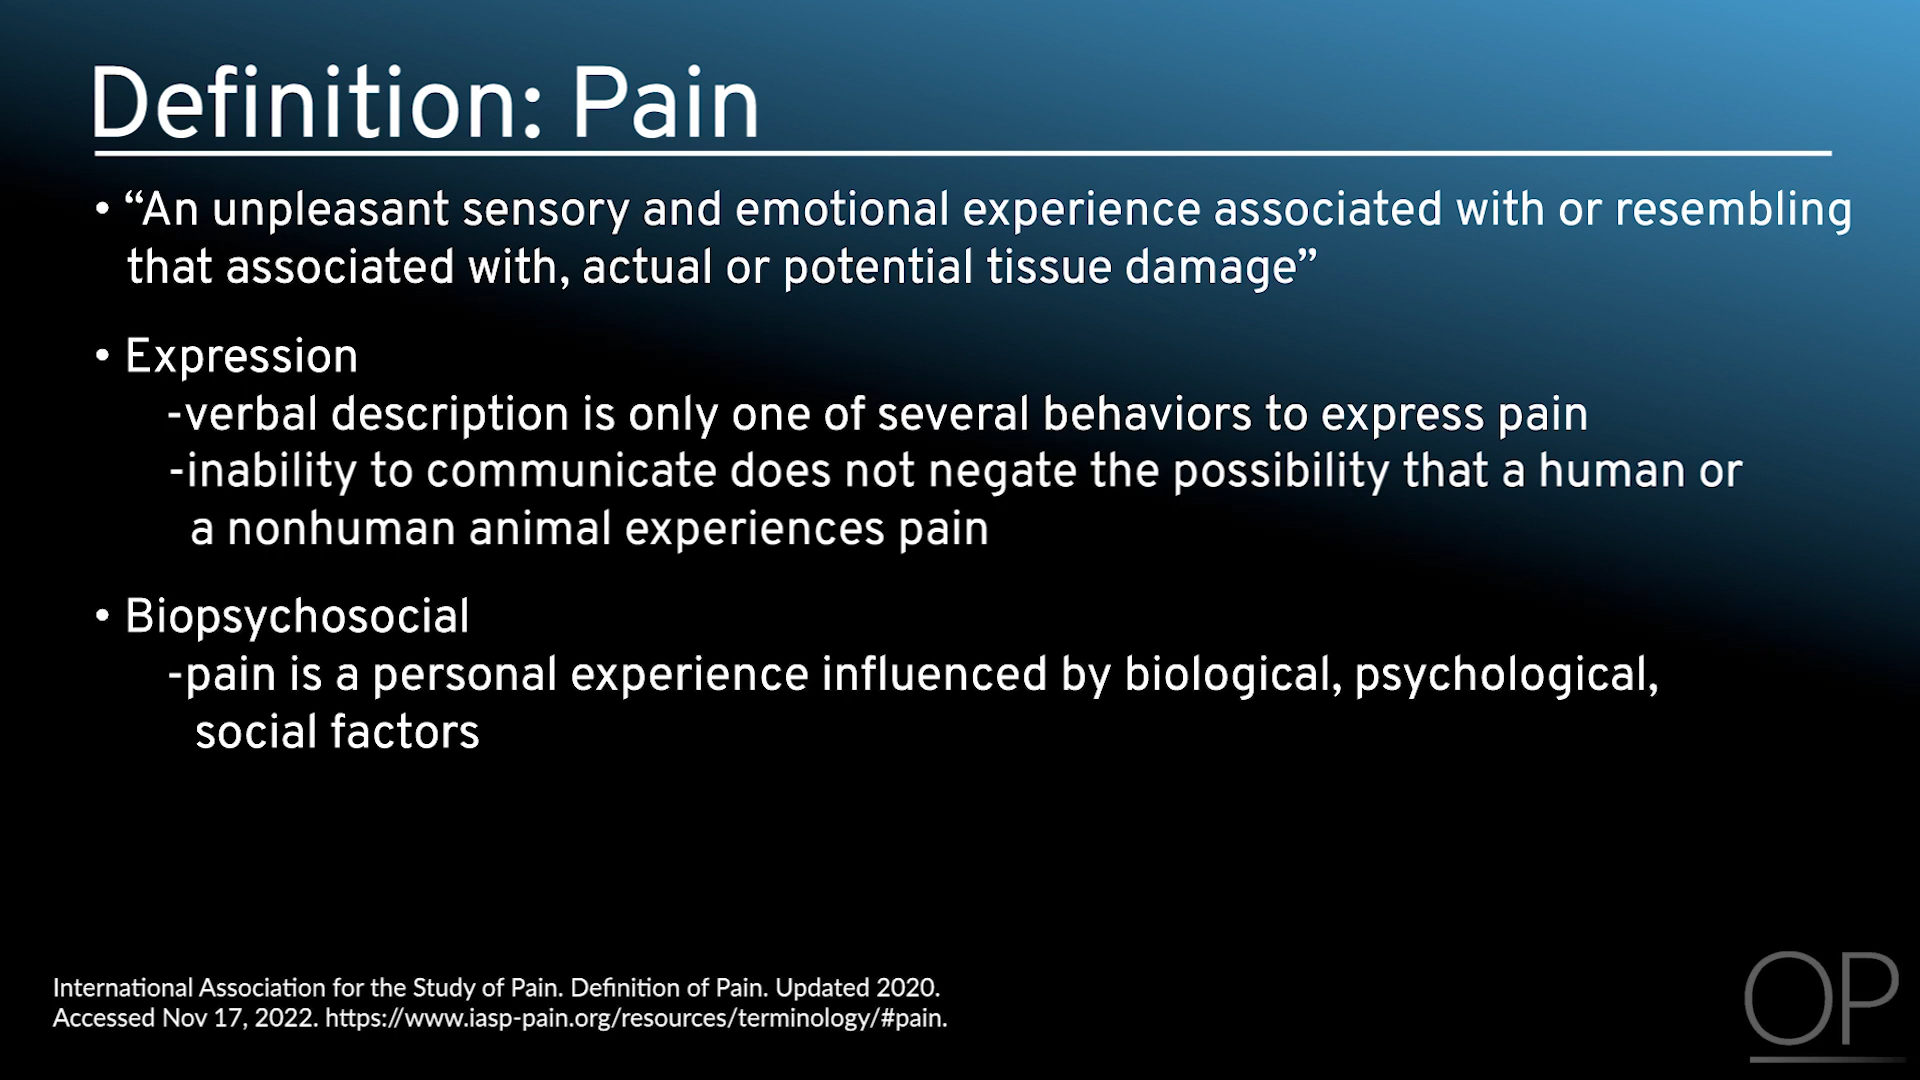 Definition: Pain
• “An unpleasant sensory and emotional experience associated with or resembling
that associated with, actual or potential tissue damage”
• Expression
-verbal description is only one of several behaviors to express pain
-inability to communicate does not negate the possibility that a human or
a nonhuman animal experiences pain
• Biopsychosocial
-pain is a personal experience influenced by biological, psychological,
social factors
International Association for the Study of Pain. Definition of Pain. Updated 2020.
Accessed Nov 17, 2022. https://www.iasp-pain.org/resources/terminology/#pain.
OP